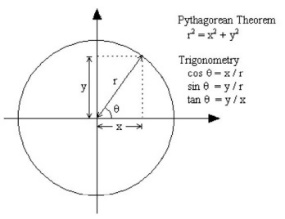 Pythagorean Theorem
r² = x² + y²
Trigonometry
cos θ = x / r
sin θ = y / r
tan θ = y / x
y
r
θ
x